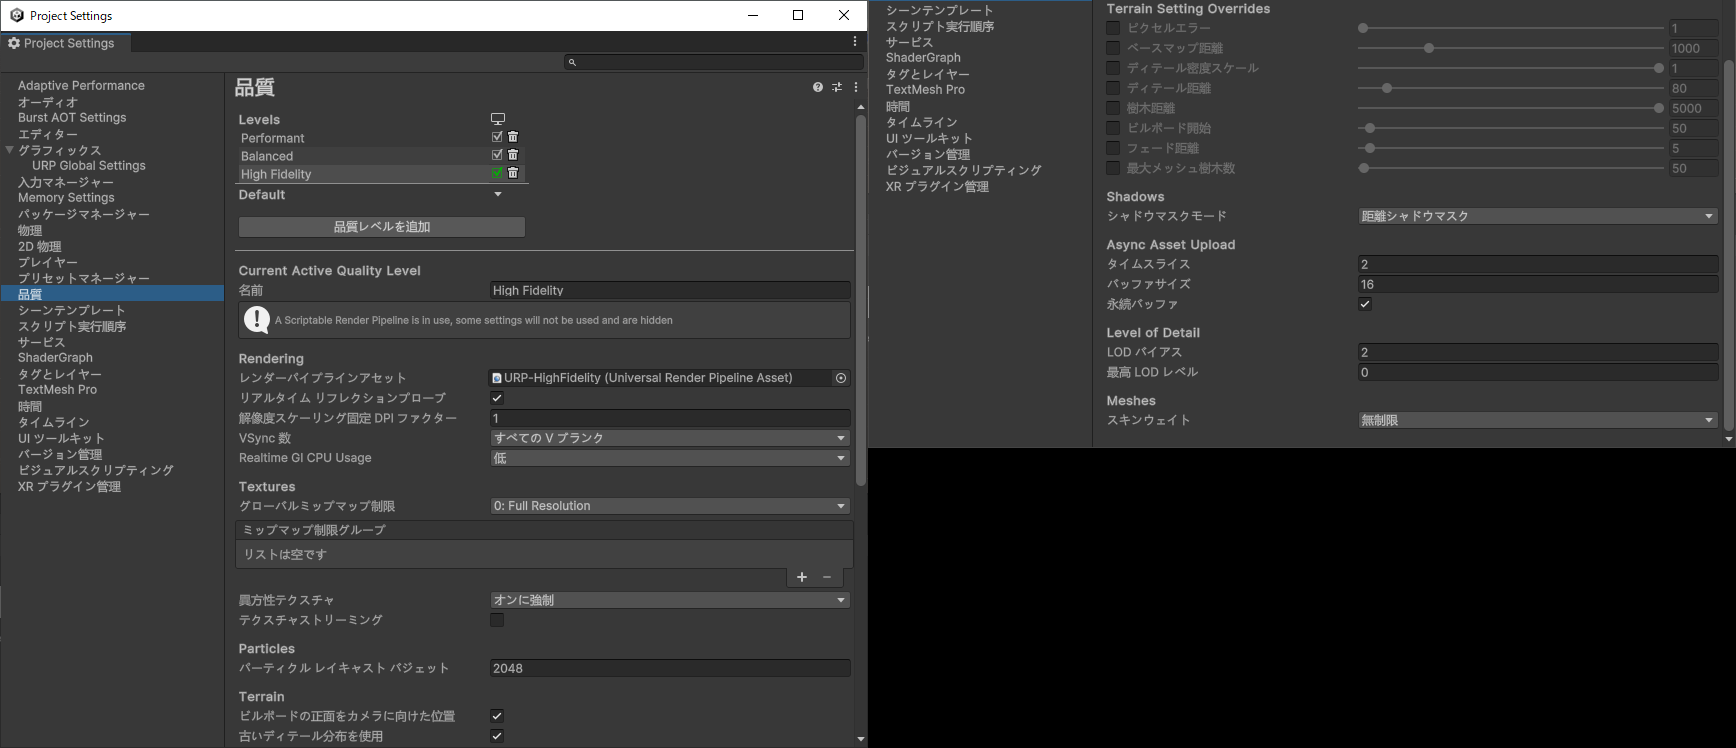 Project Settings
Project Settings
Adaptive Performance
オーディオ
Burst AOT Settings
エディター
グラフィックス
URP Global Settings
入力マネージャー
Memory Settings
パッケージマネージャー
物理
2D 物理
プレイヤー
プリセットマネージャー
品質
シーンテンプレート
スクリプト実行順序
サービス
ShaderGraph
タグとレイヤー
TextMesh Pro
時間
タイムライン
UI ツールキット
バージョン管理
ビジュアルスクリプティング
XR プラグイン管理
品質
Levels
Performant
Balanced
High Fidelity
Default
品質レベルを追加
Current Active Quality Level
名前 High Fidelity
A Scriptable Render Pipeline is in use, some settings will not be used and are hidden
Rendering
レンダーパイプラインアセット URP-HighFidelity (Universal Render Pipeline Asset)
リアルタイム リフレクションプローブ
解像度スケーリング固定 DPI ファクター 1
VSync 数 すべての V ブランク
Realtime GI CPU Usage 低
Textures
グローバルミップマップ制限 0: Full Resolution
ミップマップ制限グループ
リストは空です
異方性テクスチャ オンに強制
テクスチャストリーミング
Particles
パーティクル レイキャスト バジェット 2048
Terrain
ビルボードの正面をカメラに向けた位置
古いディテール分布を使用
シーンテンプレート
スクリプト実行順序
サービス
ShaderGraph
タグとレイヤー
TextMesh Pro
時間
タイムライン
UI ツールキット
バージョン管理
ビジュアルスクリプティング
XR プラグイン管理
Terrain Setting Overrides
ピクセルエラー 1
ベースマップ距離 1000
ディテール密度スケール 1
ディテール距離 80
樹木距離 5000
ビルボード開始 50
フェード距離 5
最大メッシュ樹木数 50
Shadows
シャドウマスクモード 距離シャドウマスク
Async Asset Upload
タイムスライス 2
バッファサイズ 16
永続バッファ
Level of Detail
LOD バイアス 2
最高 LOD レベル 0
Meshes
スキンウェイト 無制限